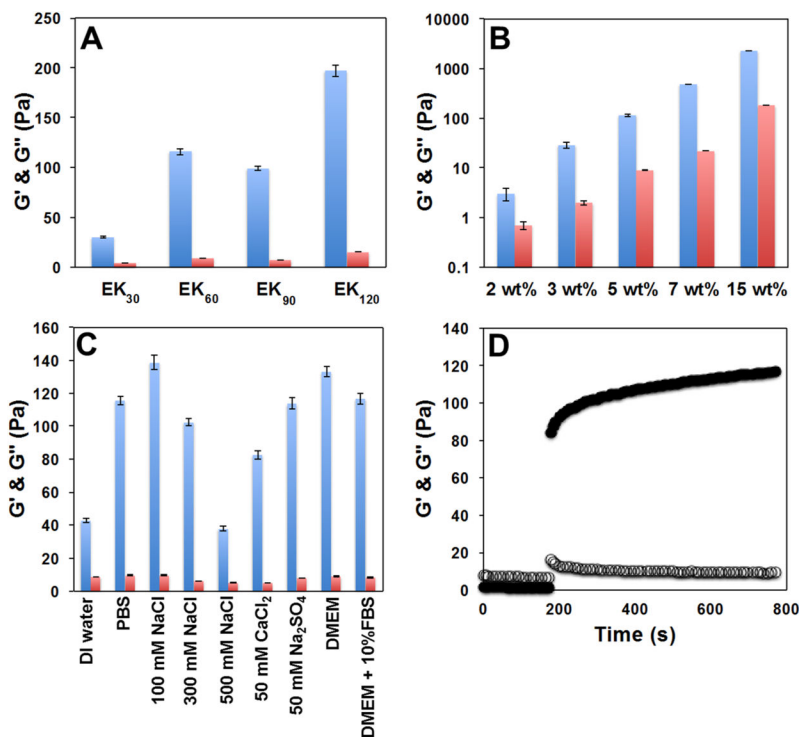 A
G' & G'' (Pa)
250
200
150
100
50
0
EK30
EK60
EK90
EK120
B
G' & G'' (Pa)
10000
1000
100
10
1
0.1
2 wt%
3 wt%
5 wt%
7 wt%
15 wt%
C
G' & G'' (Pa)
160
140
120
100
80
60
40
20
0
DI water
PBS
100 mM NaCl
300 mM NaCl
500 mM NaCl
50 mM CaCl2
50 mM Na2SO4
DMEM
DMEM + 10%FBS
D
G' & G'' (Pa)
140
120
100
80
60
40
20
0
0
200
400
600
800
Time (s)